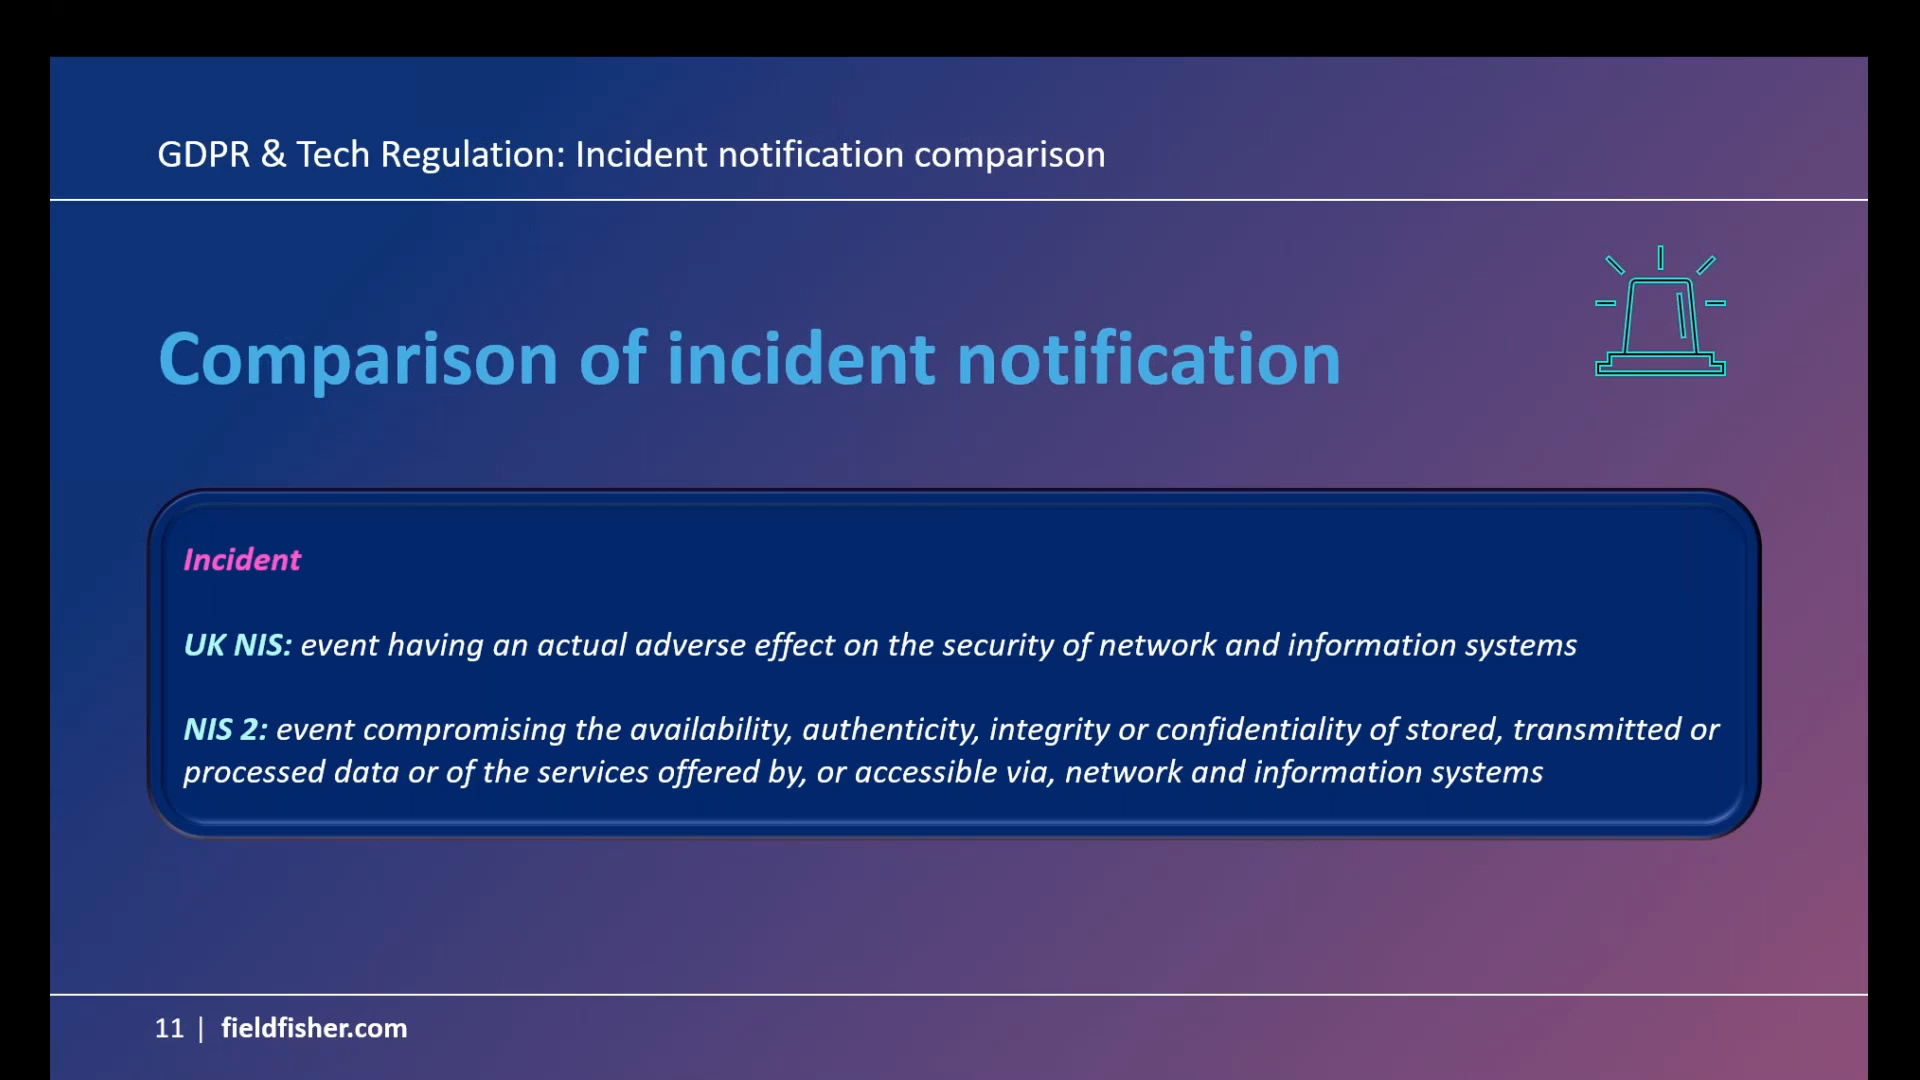 GDPR & Tech Regulation: Incident notification comparison
Comparison of incident notification
Incident
UK NIS: event having an actual adverse effect on the security of network and information systems
NIS 2: event compromising the availability, authenticity, integrity or confidentiality of stored, transmitted or
processed data or of the services offered by, or accessible via, network and information systems
11 | fieldfisher.com